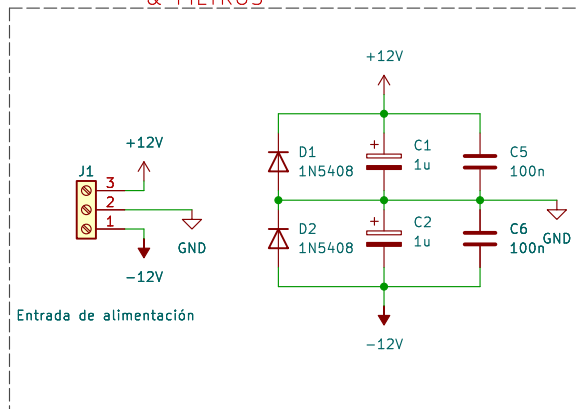 & FILTROS
+12V
J1
+12V
3
2
1
GND
-12V
Entrada de alimentación
D1
1N5408
+
C1
1u
C5
100n
D2
1N5408
+
C2
1u
C6
100n
GND
-12V